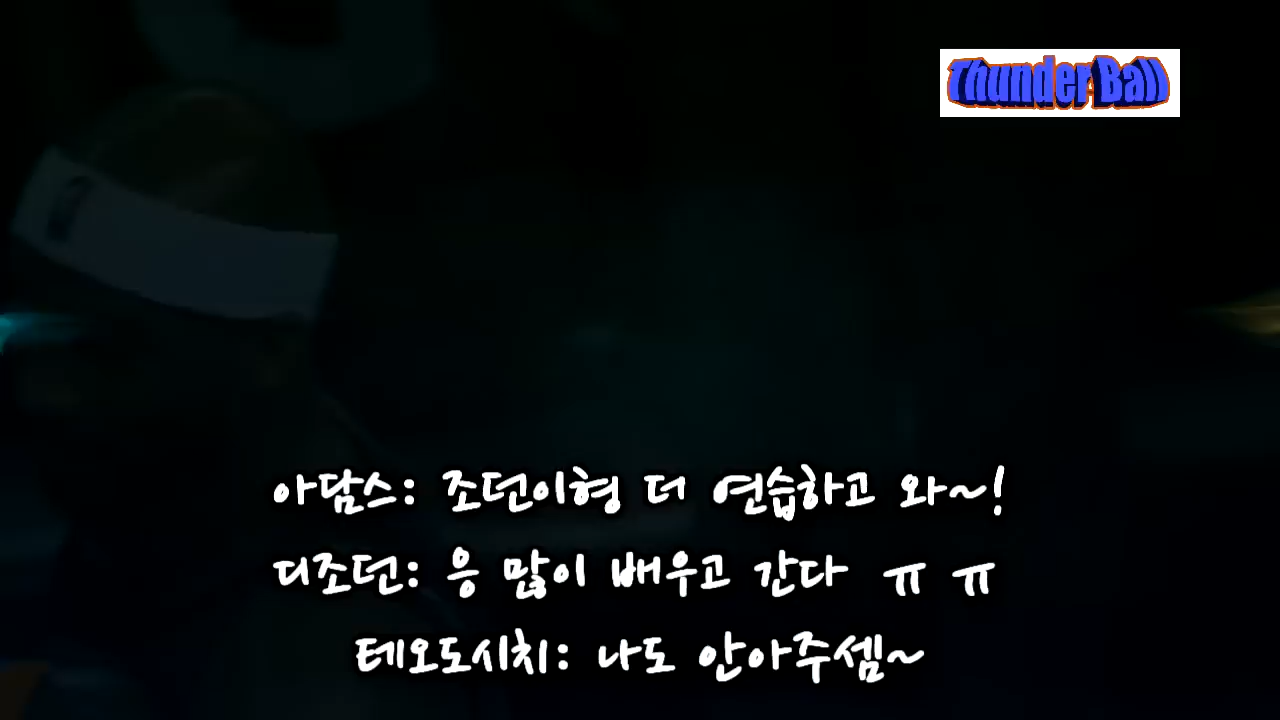 Thunder Ball
아담스: 조던이형 더 연습하고 와~!
디조던: 응 많이 배우고 간다 ㅠㅠ
테오도시치: 나도 안아주셈~